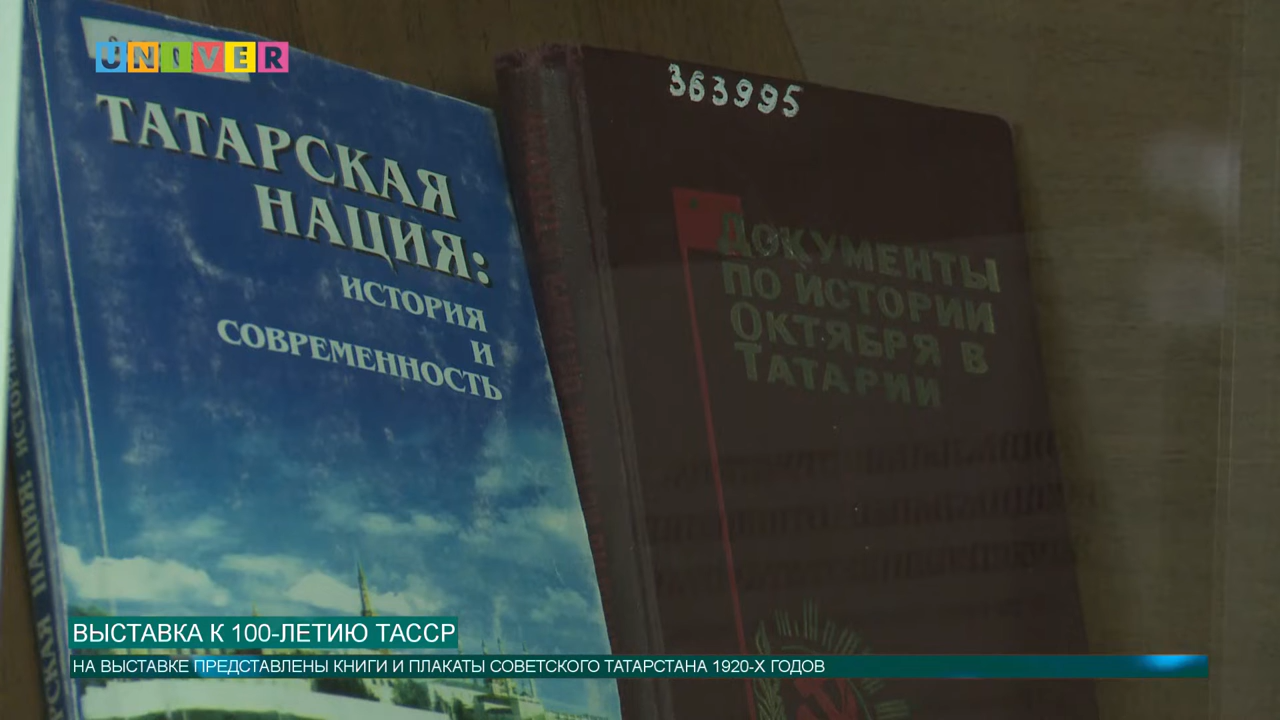 UNIVER
ТАТАРСКАЯ
НАЦИЯ:
ИСТОРИЯ
И
СОВРЕМЕННОСТЬ
363995
ДОКУМЕНТЫ
ПО ИСТОРИИ
ОКТЯБРЯ В
ТАТАРИИ
ВЫСТАВКА К 100-ЛЕТИЮ ТАССР
НА ВЫСТАВКЕ ПРЕДСТАВЛЕНЫ КНИГИ И ПЛАКАТЫ СОВЕТСКОГО ТАТАРСТАНА 1920-Х ГОДОВ